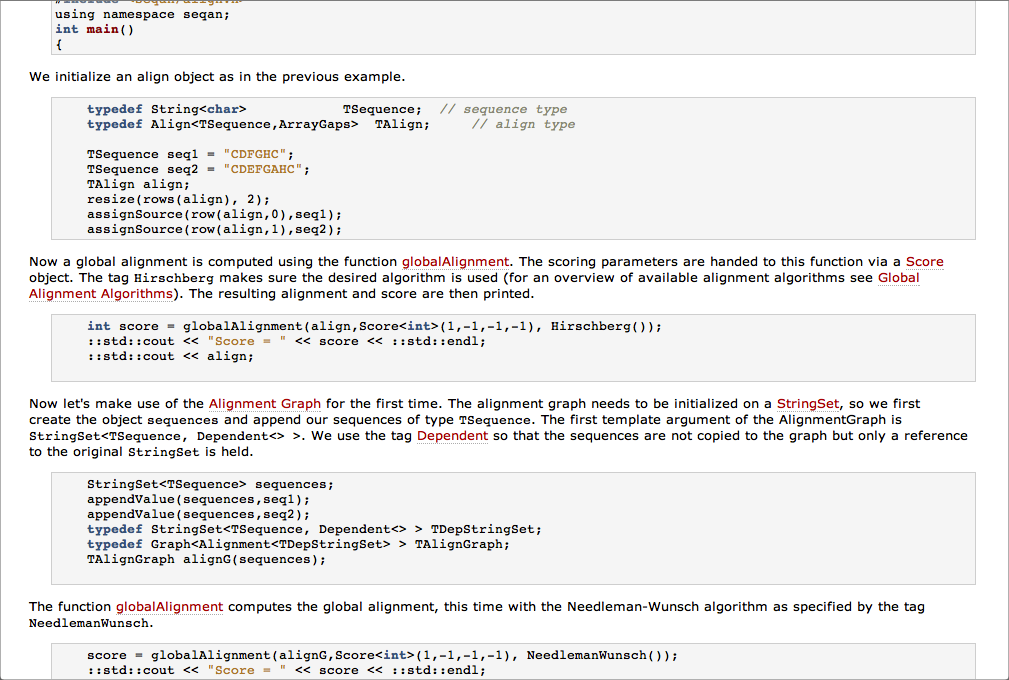 using namespace seqan;
int main()
{
We initialize an align object as in the previous example.
typedef String<char> TSequence; // sequence type
typedef Align<TSequence,ArrayGaps> TAlign; // align type
TSequence seq1 = "CDFGHC";
TSequence seq2 = "CDEFGAHC";
TAlign align;
resize(rows(align), 2);
assignSource(row(align,0),seq1);
assignSource(row(align,1),seq2);
Now a global alignment is computed using the function globalAlignment. The scoring parameters are handed to this function via a Score
object. The tag Hirschberg makes sure the desired algorithm is used (for an overview of available alignment algorithms see Global
Alignment Algorithms). The resulting alignment and score are then printed.
int score = globalAlignment(align,Score<int>(1,-1,-1,-1), Hirschberg());
::std::cout << "Score = " << score << ::std::endl;
::std::cout << align;
Now let's make use of the Alignment Graph for the first time. The alignment graph needs to be initialized on a StringSet, so we first
create the object sequences and append our sequences of type TSequence. The first template argument of the AlignmentGraph is
StringSet<TSequence, Dependent<> >. We use the tag Dependent so that the sequences are not copied to the graph but only a reference
to the original StringSet is held.
StringSet<TSequence> sequences;
appendValue(sequences,seq1);
appendValue(sequences,seq2);
typedef StringSet<TSequence, Dependent<> > TDepStringSet;
typedef Graph<Alignment<TDepStringSet> > TAlignGraph;
TAlignGraph alignG(sequences);
The function globalAlignment computes the global alignment, this time with the Needleman-Wunsch algorithm as specified by the tag
NeedlemanWunsch.
score = globalAlignment(alignG,Score<int>(1,-1,-1,-1), NeedlemanWunsch());
::std::cout << "Score = " << score << ::std::endl;